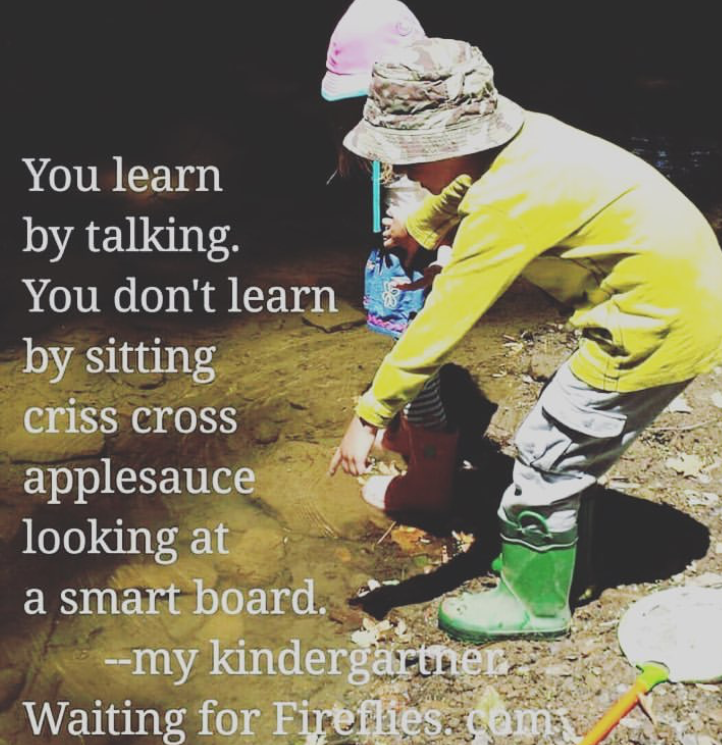 You learn
by talking.
You don't learn
by sitting
criss cross
applesauce
looking at
a smart board.
--my kindergartner.
Waiting for Fireflies. com